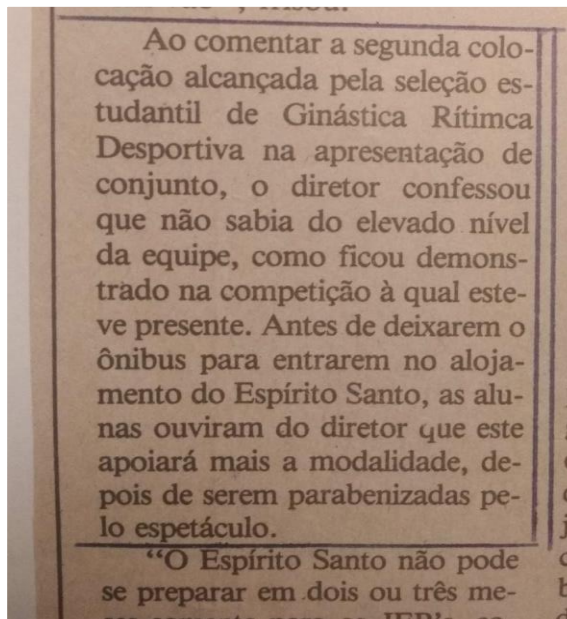 frisou.
Ao comentar a segunda colo-
cação alcançada pela seleção es-
tudantil de Ginástica Rítimca
Desportiva na apresentação de
conjunto, o diretor confessou
que não sabia do elevado nível
da equipe, como ficou demons-
trado na competição à qual este-
ve presente. Antes de deixarem o
ônibus para entrarem no aloja-
mento do Espírito Santo, as alu-
nas ouviram do diretor que este
apoiará mais a modalidade, de-
pois de serem parabenizadas pe-
lo espetáculo.
“O Espírito Santo não pode
se preparar em dois ou três me-